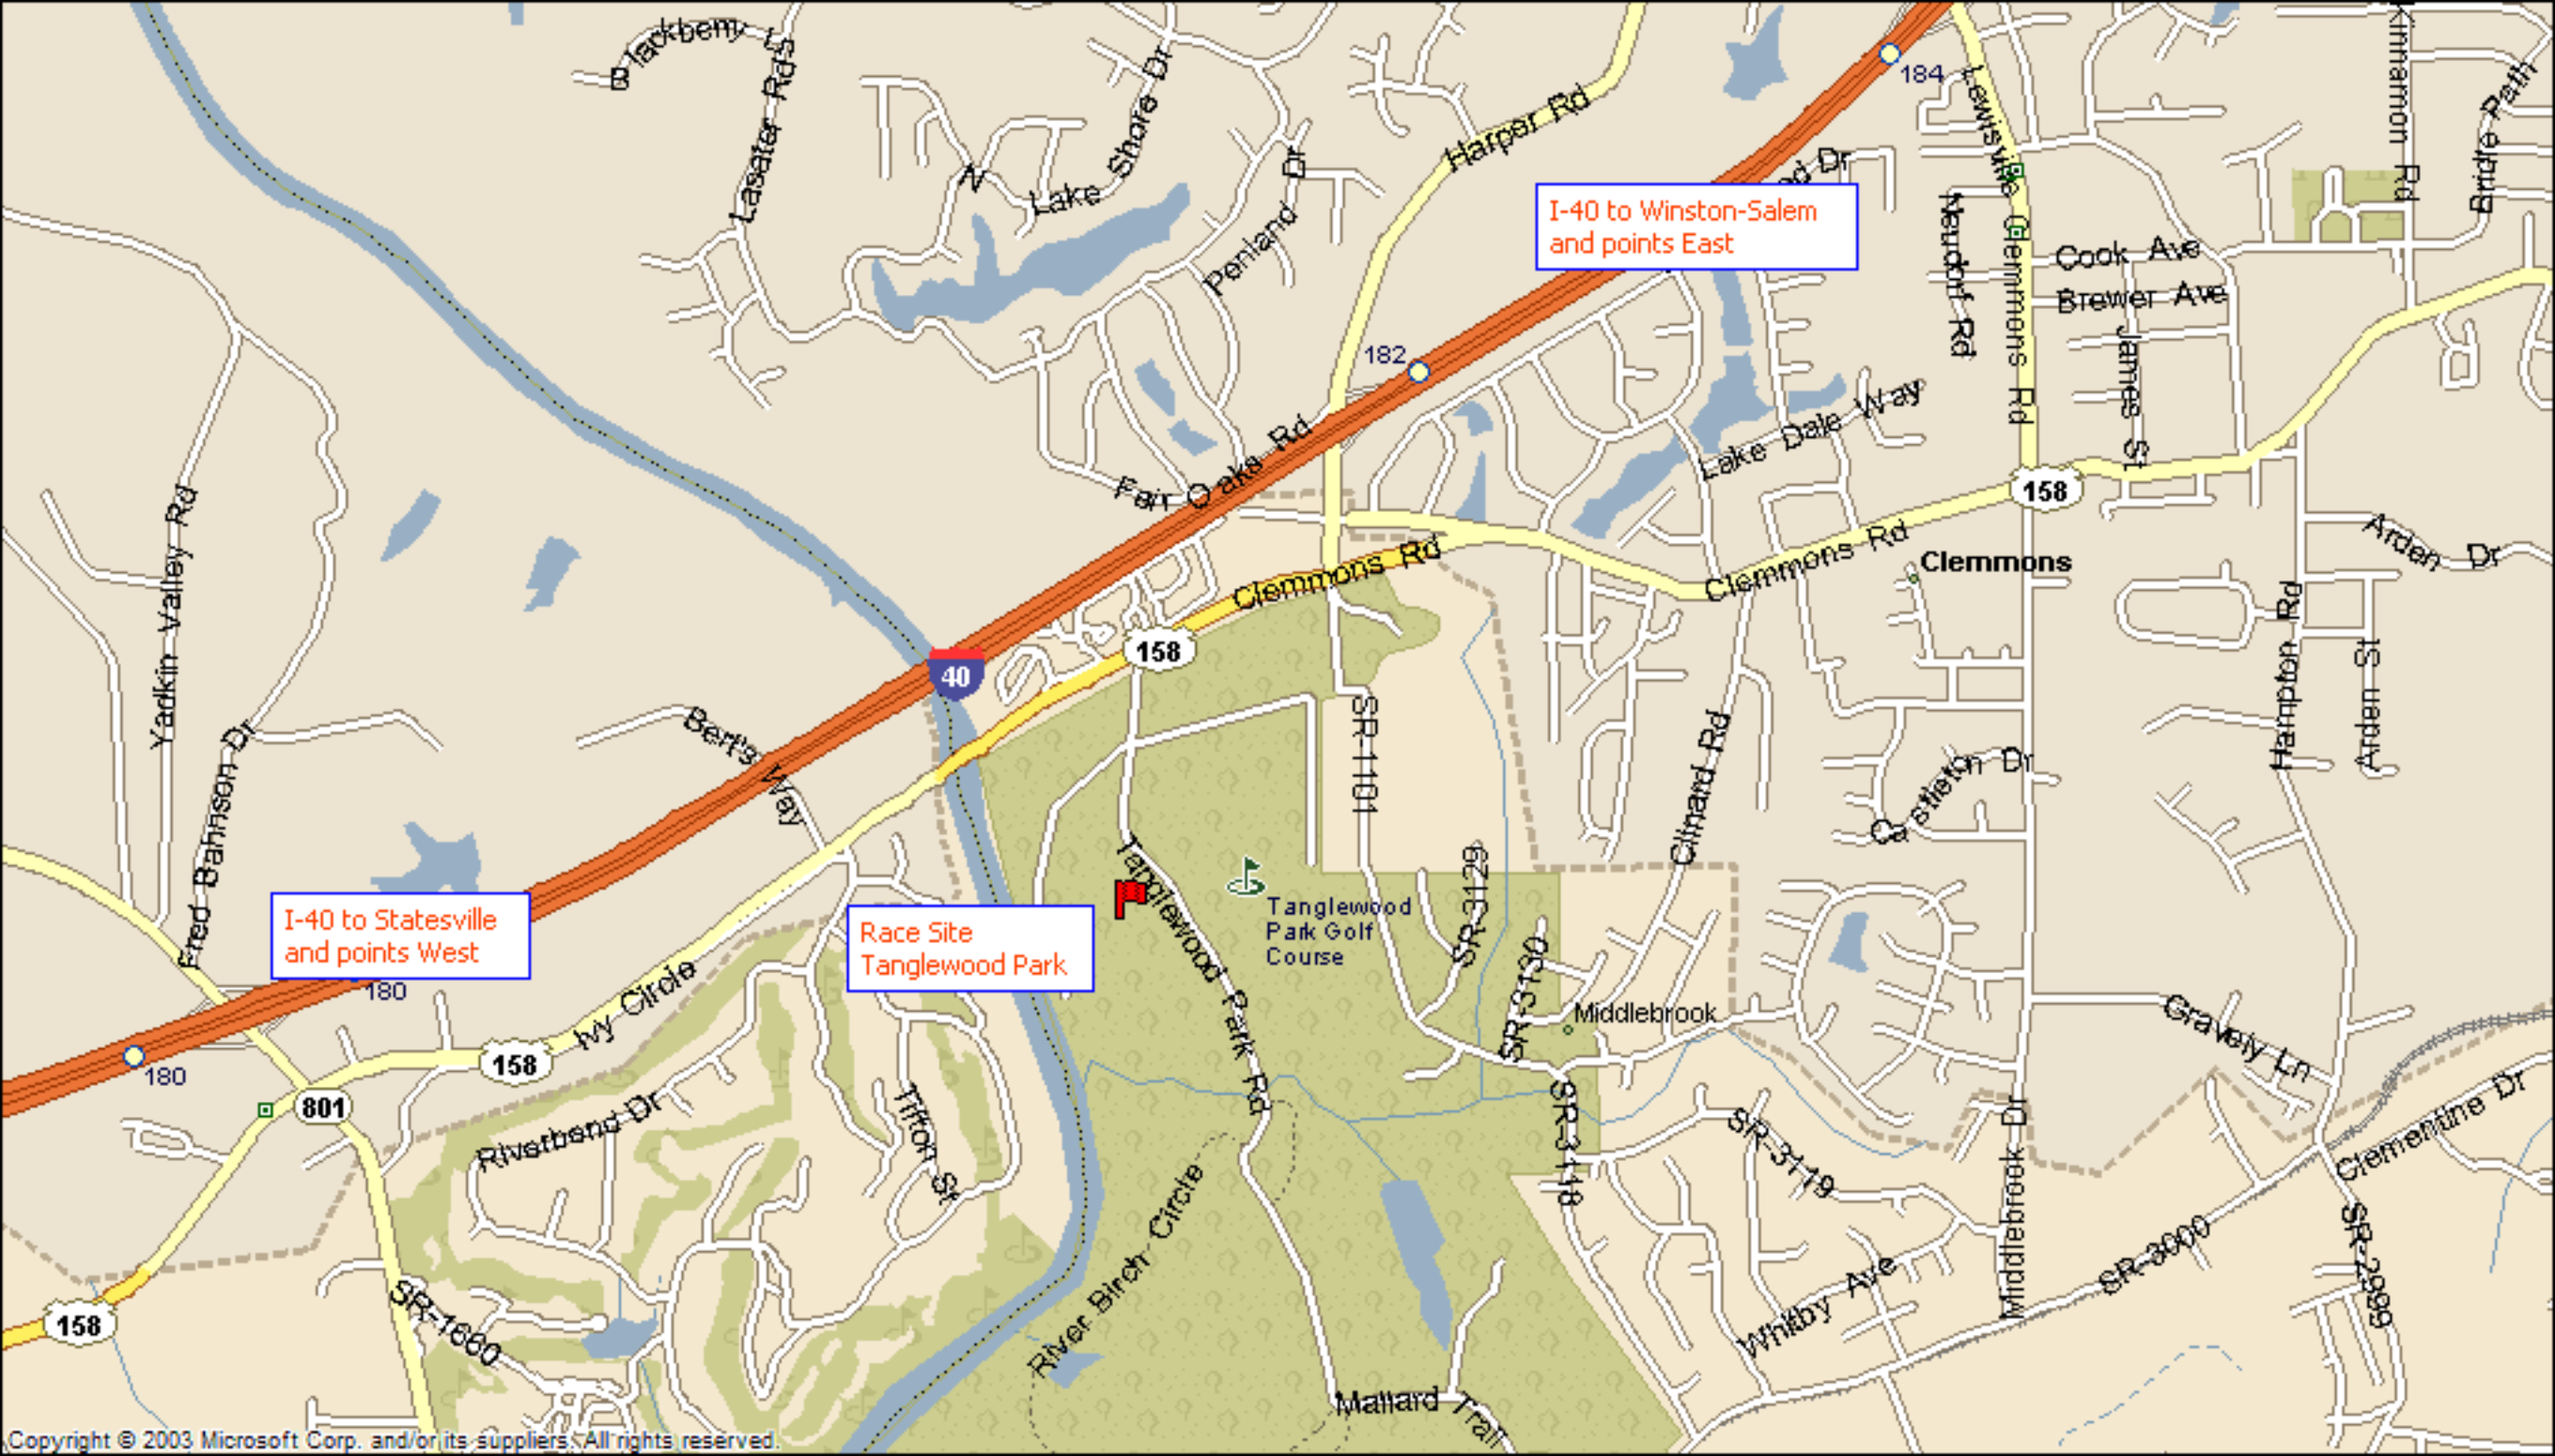 Blackberry
Lasater Rd
S
N
Lake
Shore Dr
Penland Dr
Harper Rd
184
Lewisville Clemmons Rd
Kinnamon Rd
Bridle Path
od Dr
I-40 to Winston-Salem
and points East
Neudorf Rd
Cook Ave
Brewer Ave
James St
182
Fair Oaks Rd
Lake Dale Way
158
Arden Dr
Yadkin Valley Rd
Clemmons Rd
Clemmons Rd
Clemmons
158
40
Bert's Way
SR-1101
Clinard Rd
Hampton Rd
Arden St
Castleton Dr
Fred Bahnson Dr
Tanglewood Park Rd
Tanglewood
Park Golf
Course
SR-3129
SR-3130
I-40 to Statesville
and points West
Race Site
Tanglewood Park
180
180
Ivy Circle
158
801
Middlebrook
Gravely Ln
Riverbend Dr
Tifton St
SR-3118
SR-3119
Middlebrook Dr
Clementine Dr
River Birch Circle
SR-3000
SR-2999
Whitby Ave
158
SR-1660
Mallard Trail
Copyright © 2003 Microsoft Corp. and/or its suppliers. All rights reserved.